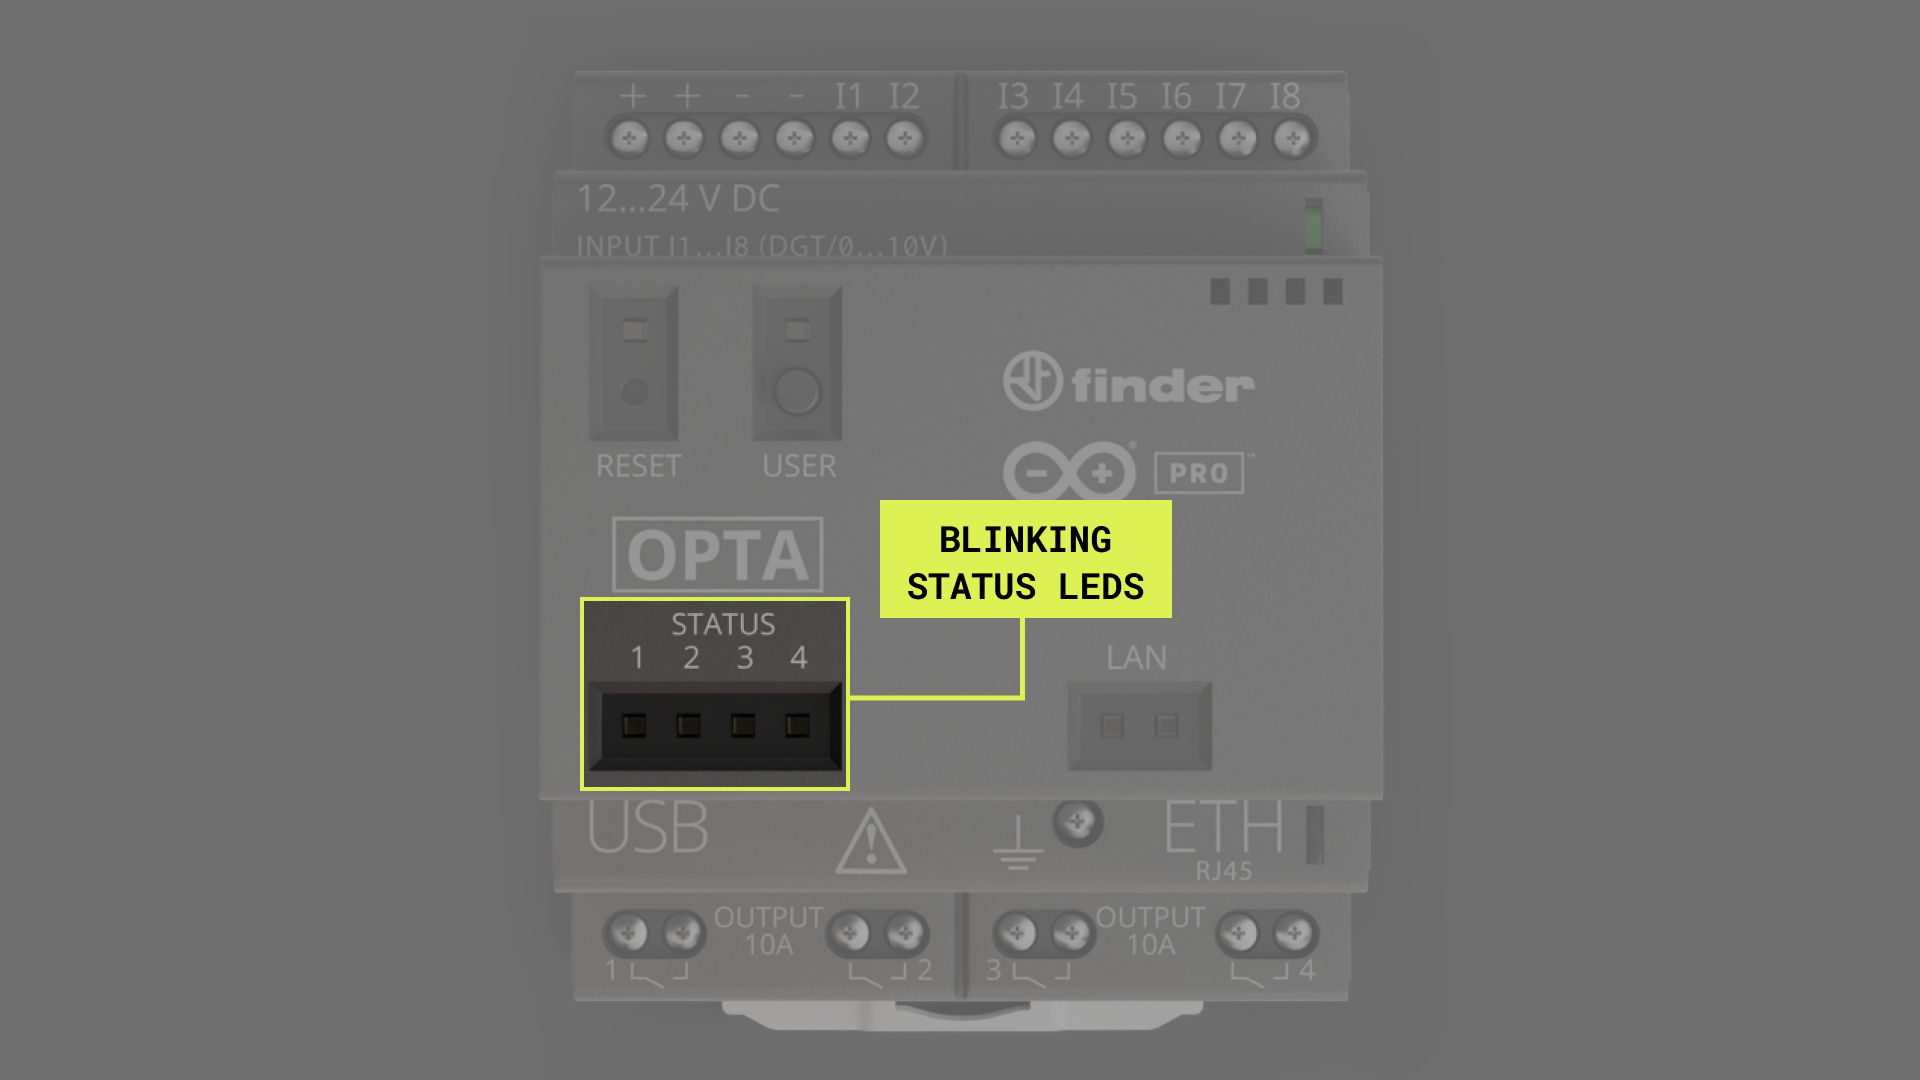 + + - - I1 I2 I3 I4 I5 I6 I7 I8
12...24 V DC
INPUT I1...I8 (DGT/0...10V)
finder
RESET USER
PRO™
OPTA
BLINKING
STATUS LEDS
STATUS
1 2 3 4
LAN
USB
ETH
RJ45
OUTPUT
10A
1 2
OUTPUT
10A
3 4